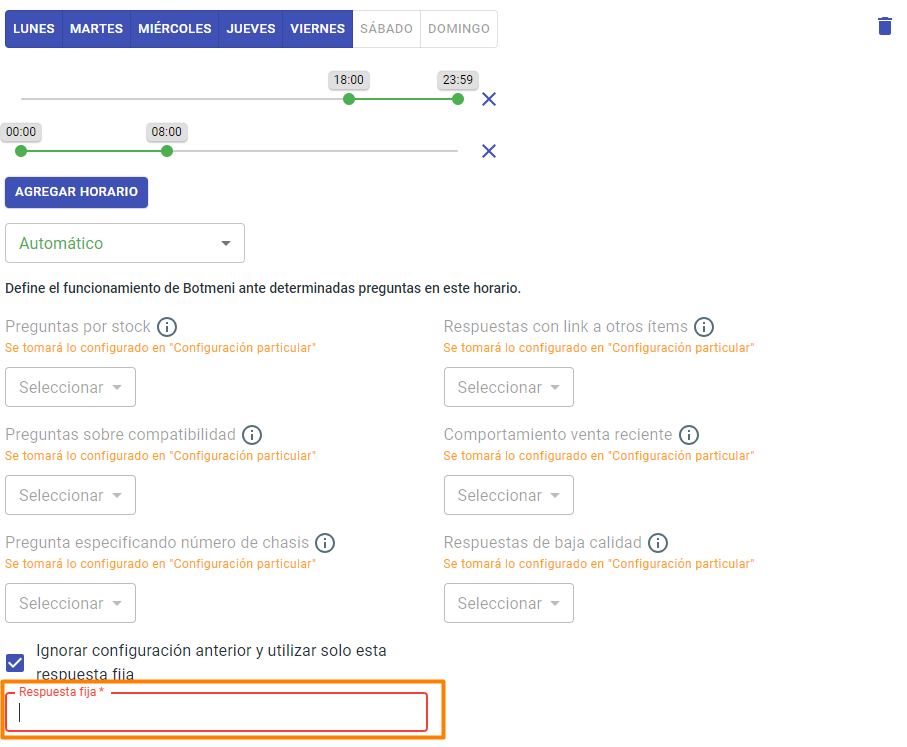 LUNES MARTES MIÉRCOLES JUEVES VIERNES SÁBADO DOMINGO
18:00 23:59
00:00 08:00
AGREGAR HORARIO
Automático
Define el funcionamiento de Botmeni ante determinadas preguntas en este horario.
Preguntas por stock
Se tomará lo configurado en "Configuración particular"
Seleccionar
Respuestas con link a otros ítems
Se tomará lo configurado en "Configuración particular"
Seleccionar
Preguntas sobre compatibilidad
Se tomará lo configurado en "Configuración particular"
Seleccionar
Comportamiento venta reciente
Se tomará lo configurado en "Configuración particular"
Seleccionar
Pregunta especificando número de chasis
Se tomará lo configurado en "Configuración particular"
Seleccionar
Respuestas de baja calidad
Se tomará lo configurado en "Configuración particular"
Seleccionar
Ignorar configuración anterior y utilizar solo esta
respuesta fija
Respuesta fija *